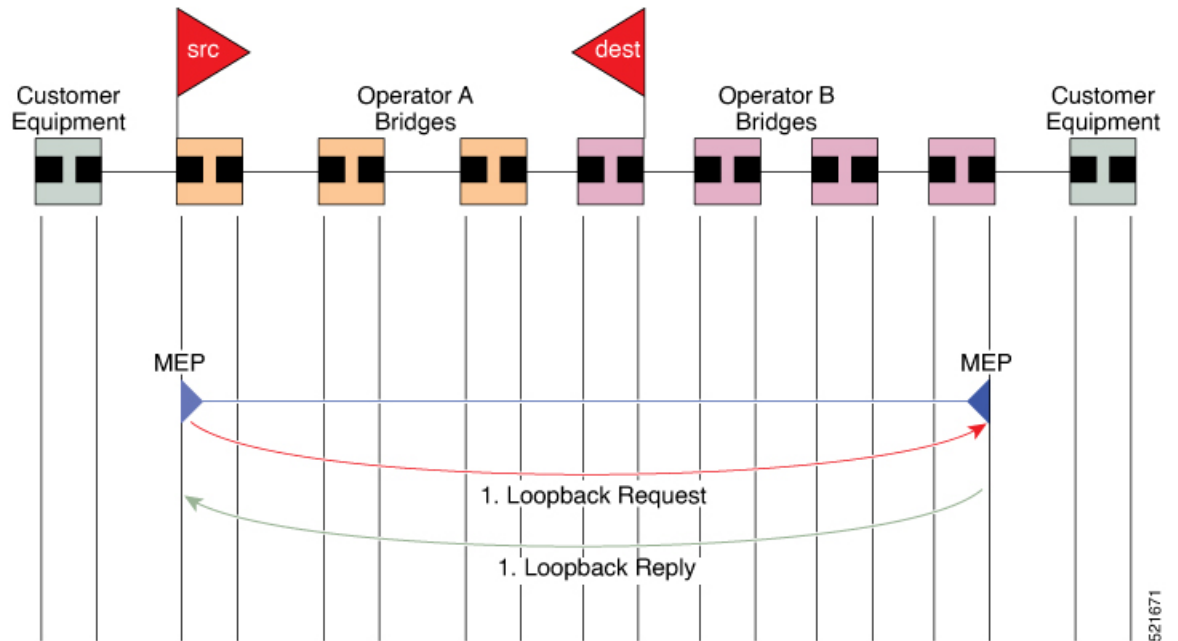 src
dest
Customer
Equipment
Operator A
Bridges
Operator B
Bridges
Customer
Equipment
MEP
MEP
1. Loopback Request
1. Loopback Reply
521671